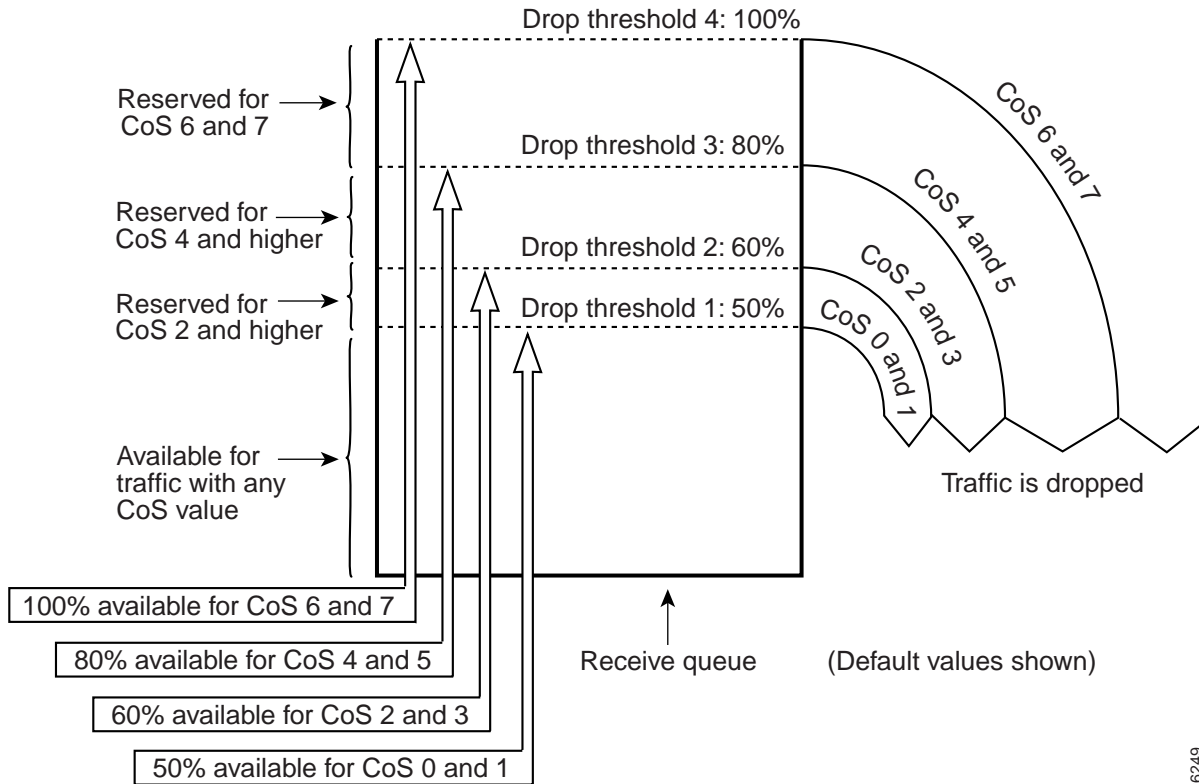 Drop threshold 4: 100%
Reserved for
CoS 6 and 7
CoS 6 and 7
Drop threshold 3: 80%
Reserved for
CoS 4 and higher
CoS 4 and 5
Drop threshold 2: 60%
Reserved for
CoS 2 and higher
CoS 2 and 3
Drop threshold 1: 50%
CoS 0 and 1
Available for
traffic with any
CoS value
Traffic is dropped
100% available for CoS 6 and 7
80% available for CoS 4 and 5
Receive queue
(Default values shown)
60% available for CoS 2 and 3
50% available for CoS 0 and 1
6249